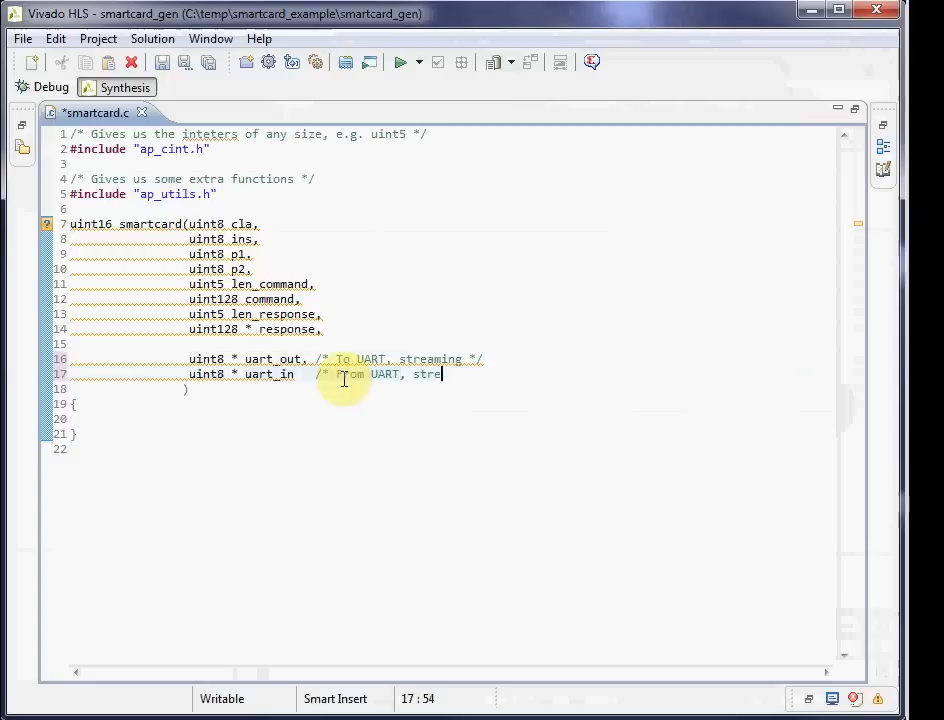 Vivado HLS - smartcard_gen (C:\temp\smartcard_example\smartcard_gen)
File Edit Project Solution Window Help
Debug Synthesis
*smartcard.c
1 /* Gives us the inteters of any size, e.g. uint5 */
2 #include "ap_cint.h"
3
4 /* Gives us some extra functions */
5 #include "ap_utils.h"
6
7 uint16 smartcard(uint8 cla,
8 uint8 ins,
9 uint8 p1,
10 uint8 p2,
11 uint5 len_command,
12 uint128 command,
13 uint5 len_response,
14 uint128 * response,
15
16 uint8 * uart_out, /* To UART, streaming */
17 uint8 * uart_in /* From UART, stre
18 )
19 {
20
21 }
22
Writable Smart Insert 17 : 54